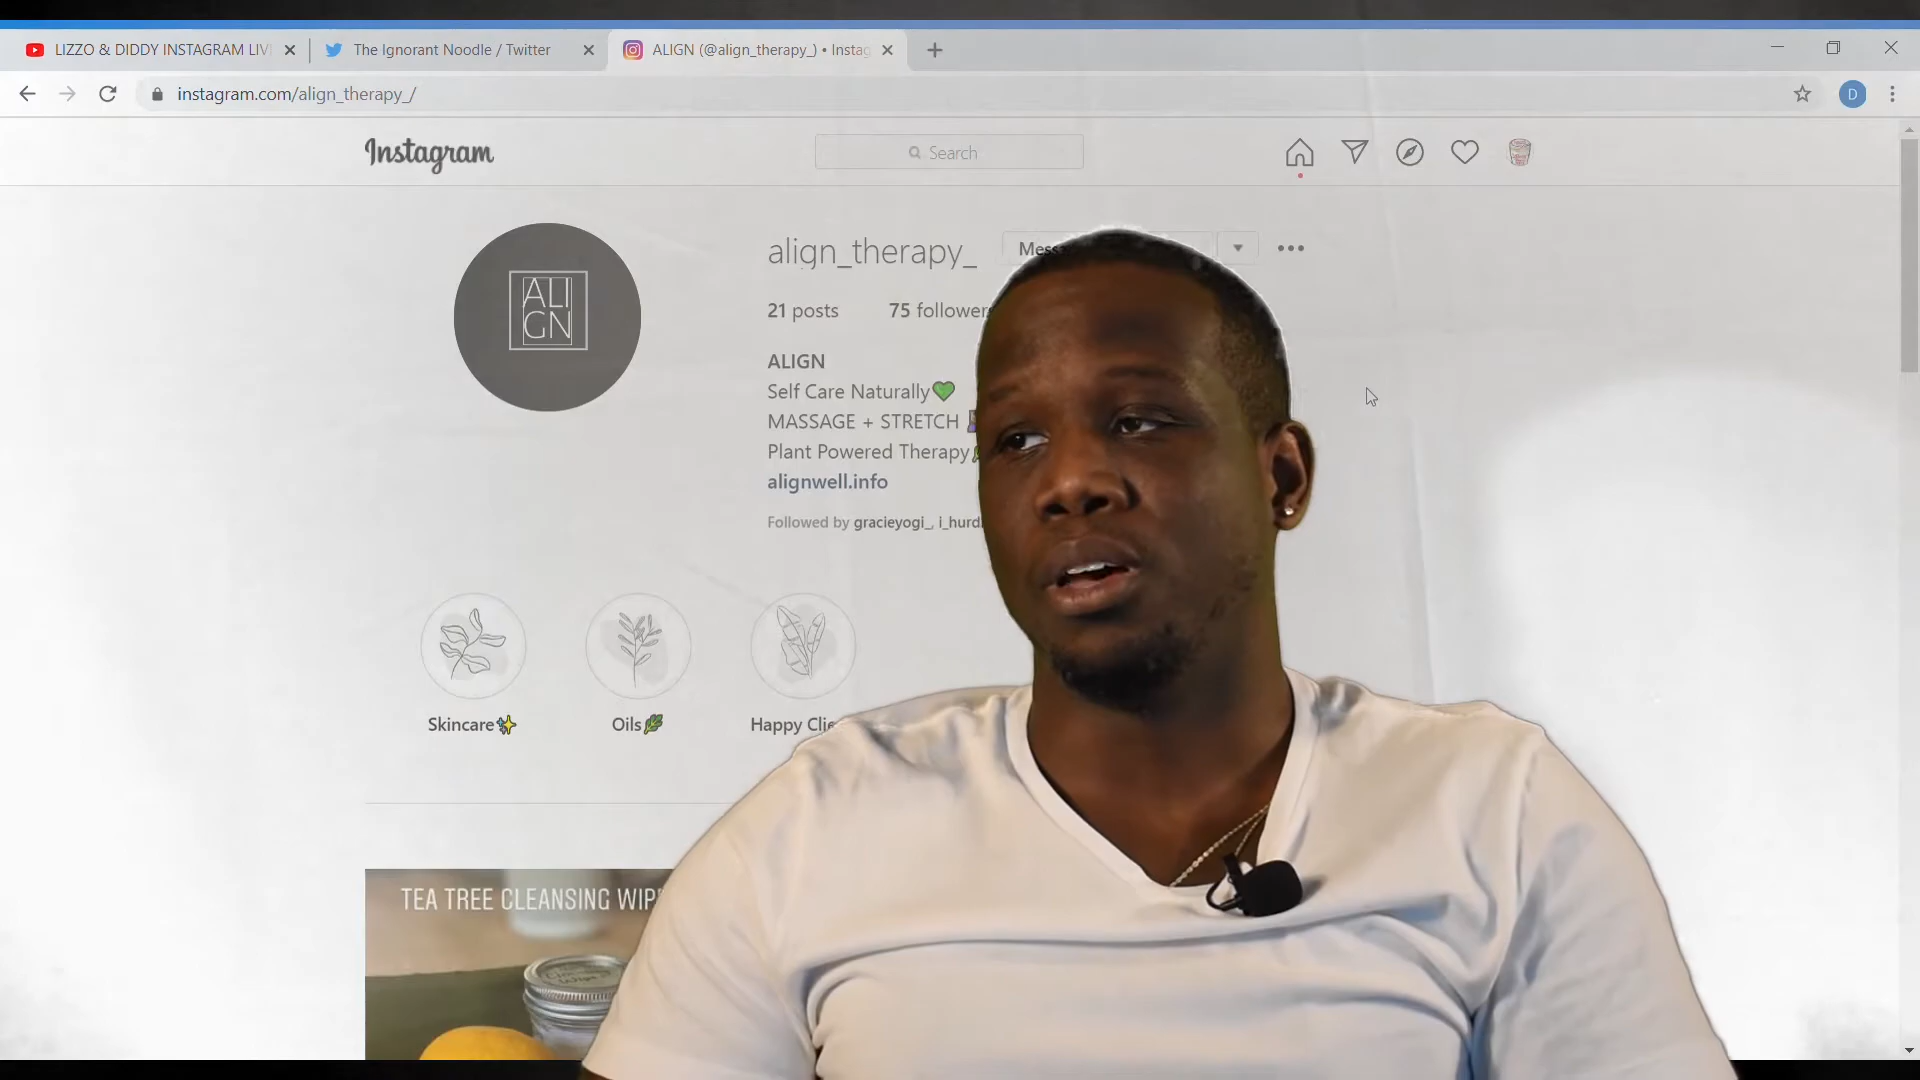 LIZZO & DIDDY INSTAGRAM LIV
The Ignorant Noodle / Twitter
ALIGN (@align_therapy_) • Instag
instagram.com/align_therapy_/
D
Instagram
Search
ALI
GN
align_therapy_
21 posts
75 follower
ALIGN
Self Care Naturally💚
MASSAGE + STRETCH
Plant Powered Therapy
alignwell.info
Followed by gracieyogi_, i_hurd
Skincare✨
Oils🌿
Happy Clie
TEA TREE CLEANSING WIP